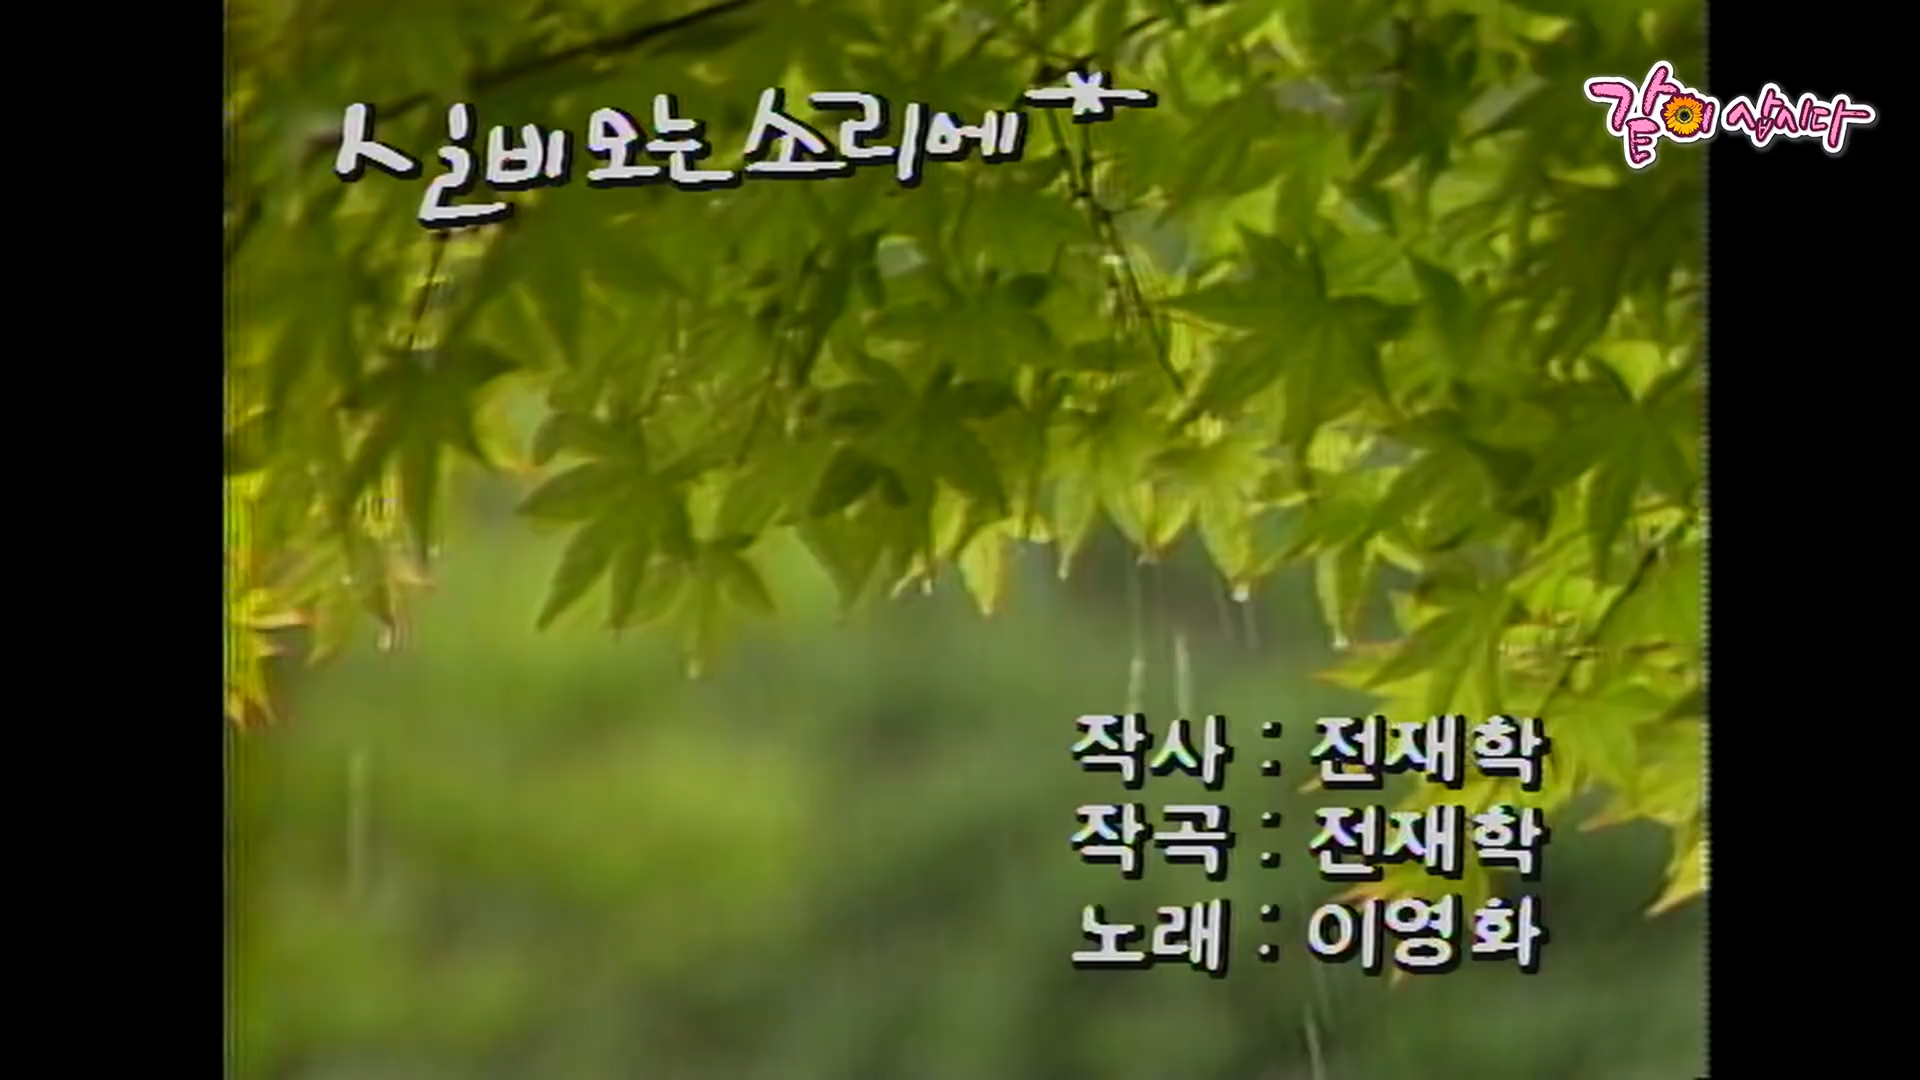 실비 오는 소리에
같이 삽시다
작사 : 전재학
작곡 : 전재학
노래 : 이영화